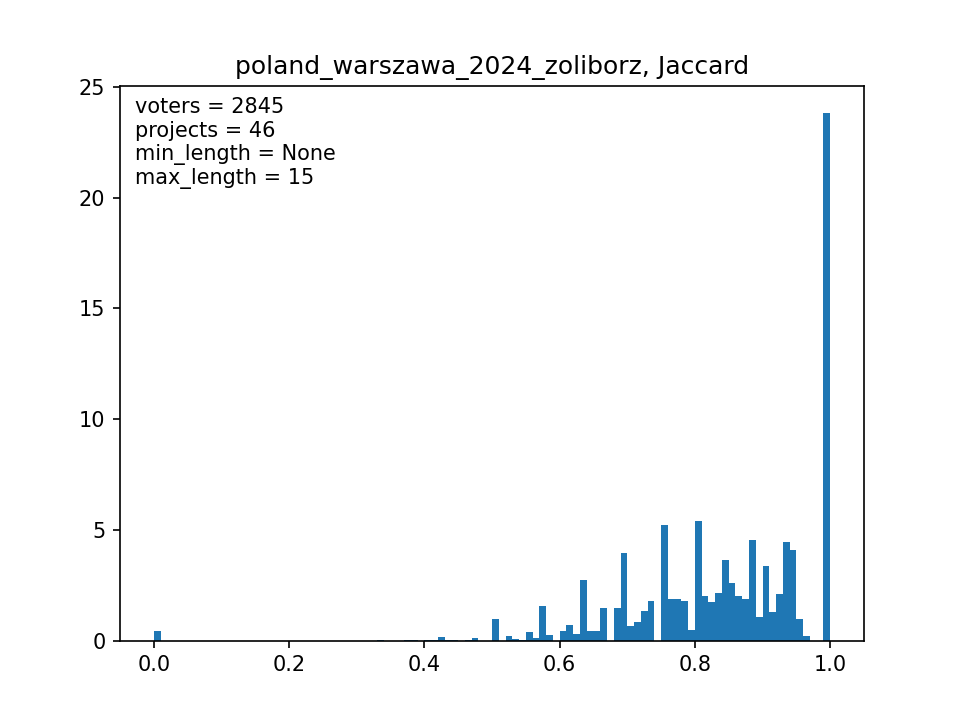 poland_warszawa_2024_zoliborz, Jaccard
25
voters = 2845
projects = 46
min_length = None
max_length = 15
20
15
10
5
0
0.0 0.2 0.4 0.6 0.8 1.0